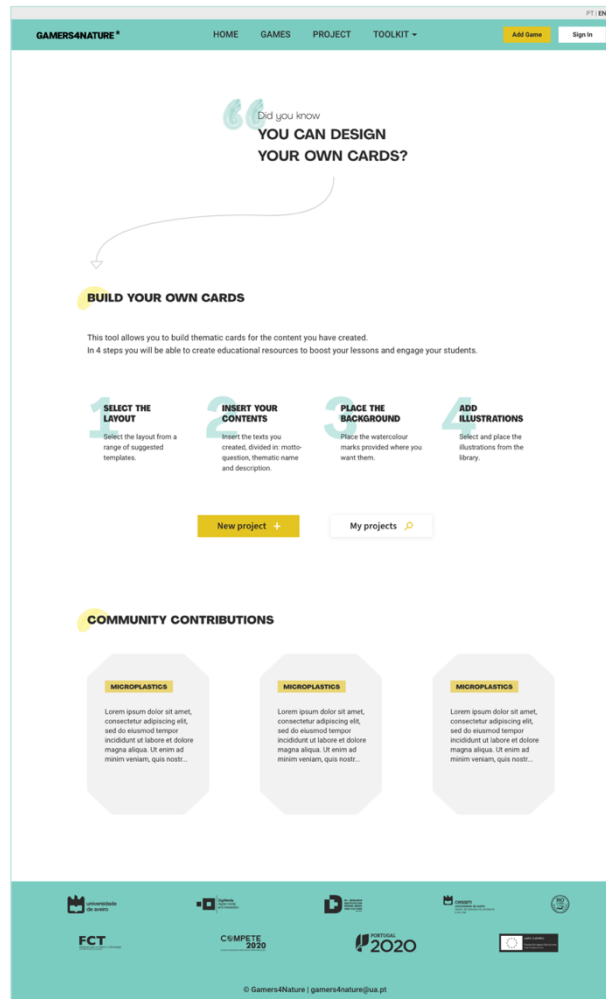 PT | EN
GAMERS4NATURE*
HOME GAMES PROJECT TOOLKIT
Add Game
Sign In
Did you know
YOU CAN DESIGN
YOUR OWN CARDS?
BUILD YOUR OWN CARDS
This tool allows you to build thematic cards for the content you have created.
In 4 steps you will be able to create educational resources to boost your lessons and engage your students.
1
SELECT THE
LAYOUT
Select the layout from a
range of suggested
templates.
2
INSERT YOUR
CONTENTS
Insert the texts you
created, divided in: motto-
question, thematic name
and description.
3
PLACE THE
BACKGROUND
Place the watercolour
marks provided where you
want them.
4
ADD
ILLUSTRATIONS
Select and place the
illustrations from the
library.
New project +
My projects
COMMUNITY CONTRIBUTIONS
MICROPLASTICS
Lorem ipsum dolor sit amet,
consectetur adipiscing elit,
sed do eiusmod tempor
incididunt ut labore et dolore
magna aliqua. Ut enim ad
minim veniam, quis nostr...
MICROPLASTICS
Lorem ipsum dolor sit amet,
consectetur adipiscing elit,
sed do eiusmod tempor
incididunt ut labore et dolore
magna aliqua. Ut enim ad
minim veniam, quis nostr...
MICROPLASTICS
Lorem ipsum dolor sit amet,
consectetur adipiscing elit,
sed do eiusmod tempor
incididunt ut labore et dolore
magna aliqua. Ut enim ad
minim veniam, quis nostr...
universidade
de aveiro
FCT
COMPETE
2020
PORTUGAL
2020
© Gamers4Nature | gamers4nature@ua.pt